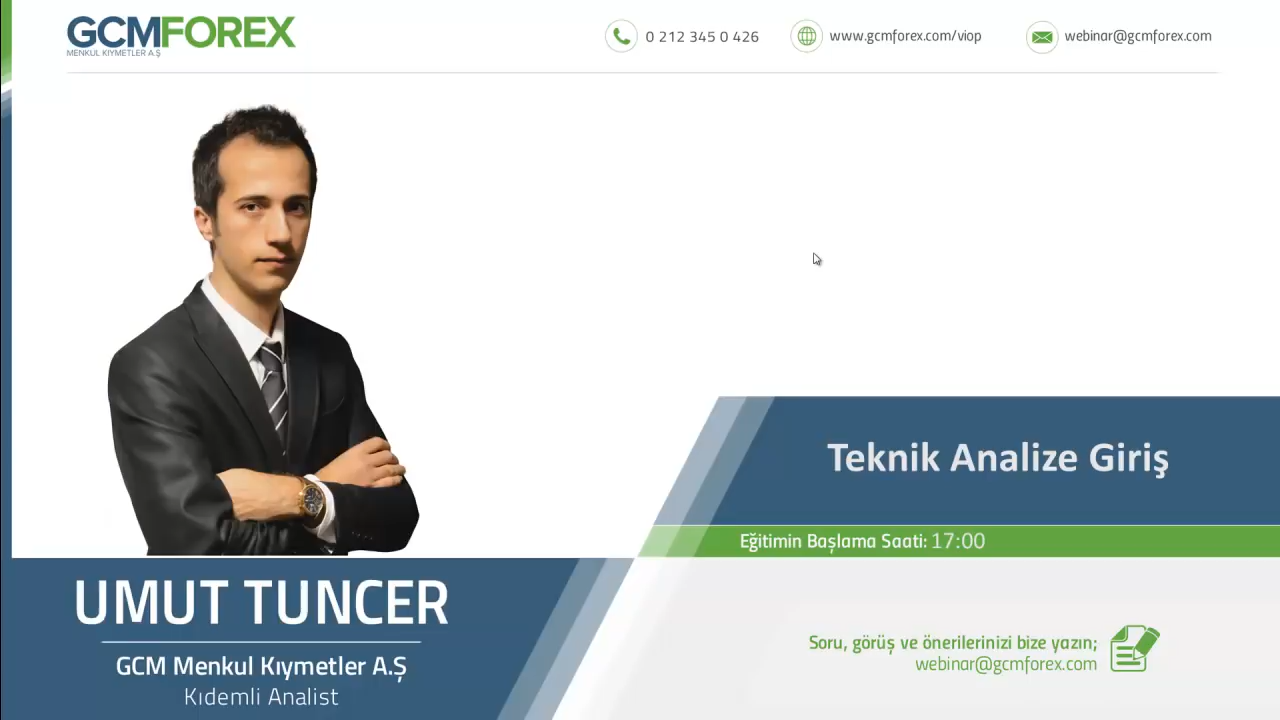 GCMFOREX
MENKUL KIYMETLER A.Ş
0 212 345 0 426
www.gcmforex.com/viop
webinar@gcmforex.com
Teknik Analize Giriş
Eğitimin Başlama Saati: 17:00
UMUT TUNCER
GCM Menkul Kıymetler A.Ş
Kıdemli Analist
Soru, görüş ve önerilerinizi bize yazın;
webinar@gcmforex.com